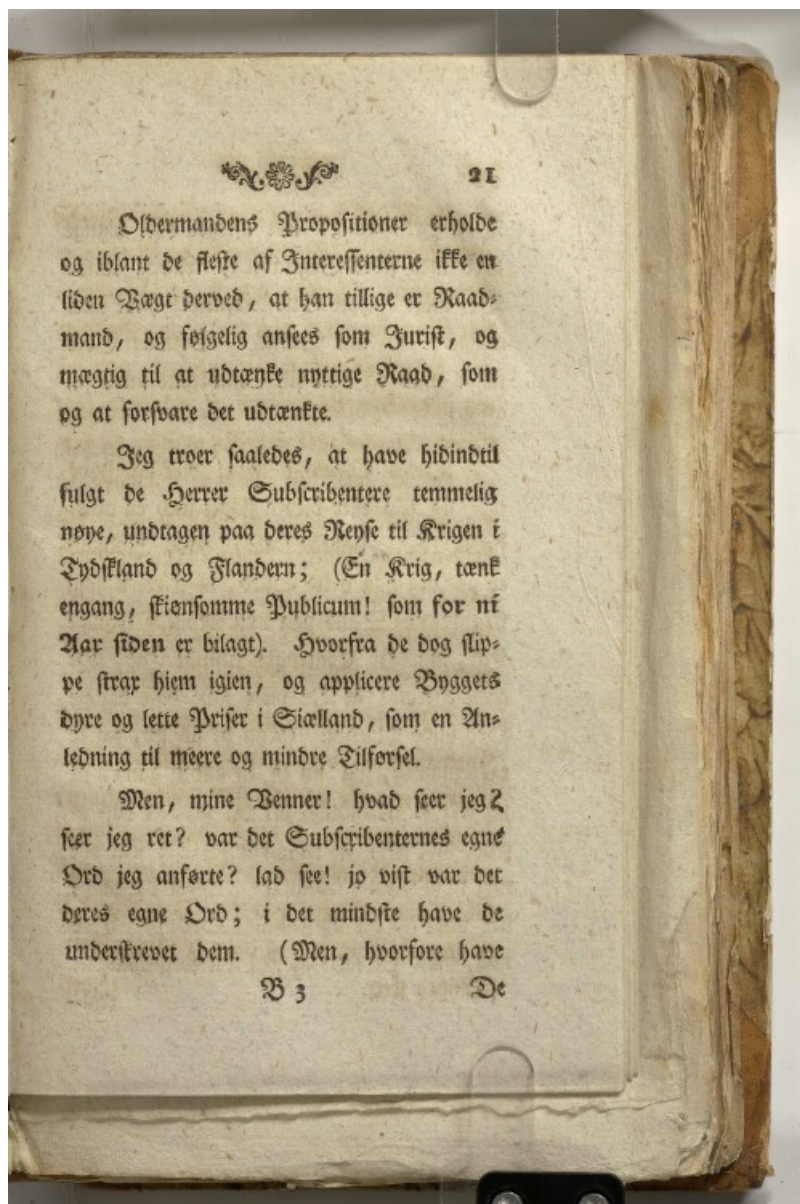 21
Oldermandens Propositioner erholde
og iblant de fleste af Interessenterne ikke en
liden Vægt derved, at han tillige er Raad-
mand, og følgelig ansees som Jurist, og
mægtig til at udtænke nyttige Raad, som
og at forsvare det udtænkte.
Jeg troer saaledes, at have hidindtil
fulgt de Herrer Subscribentere temmelig
nøye, undtagen paa deres Reyse til Krigen i
Tydskland og Flandern; (En Krig, tænk
engang, skiønsomme Publicum! som for ni
Aar siden er bilagt). Hvorfra de dog slip-
pe strax hiem igien, og applicere Byggets
dyre og lette Priser i Siælland, som en An-
ledning til meere og mindre Tilførsel.
Men, mine Venner! hvad seer jeg?
seer jeg ret? var det Subscribenternes egne
Ord jeg anførte? lad see! jo vist var det
deres egne Ord; i det mindste have de
underskrevet dem. (Men, hvorfore have
B 3 De